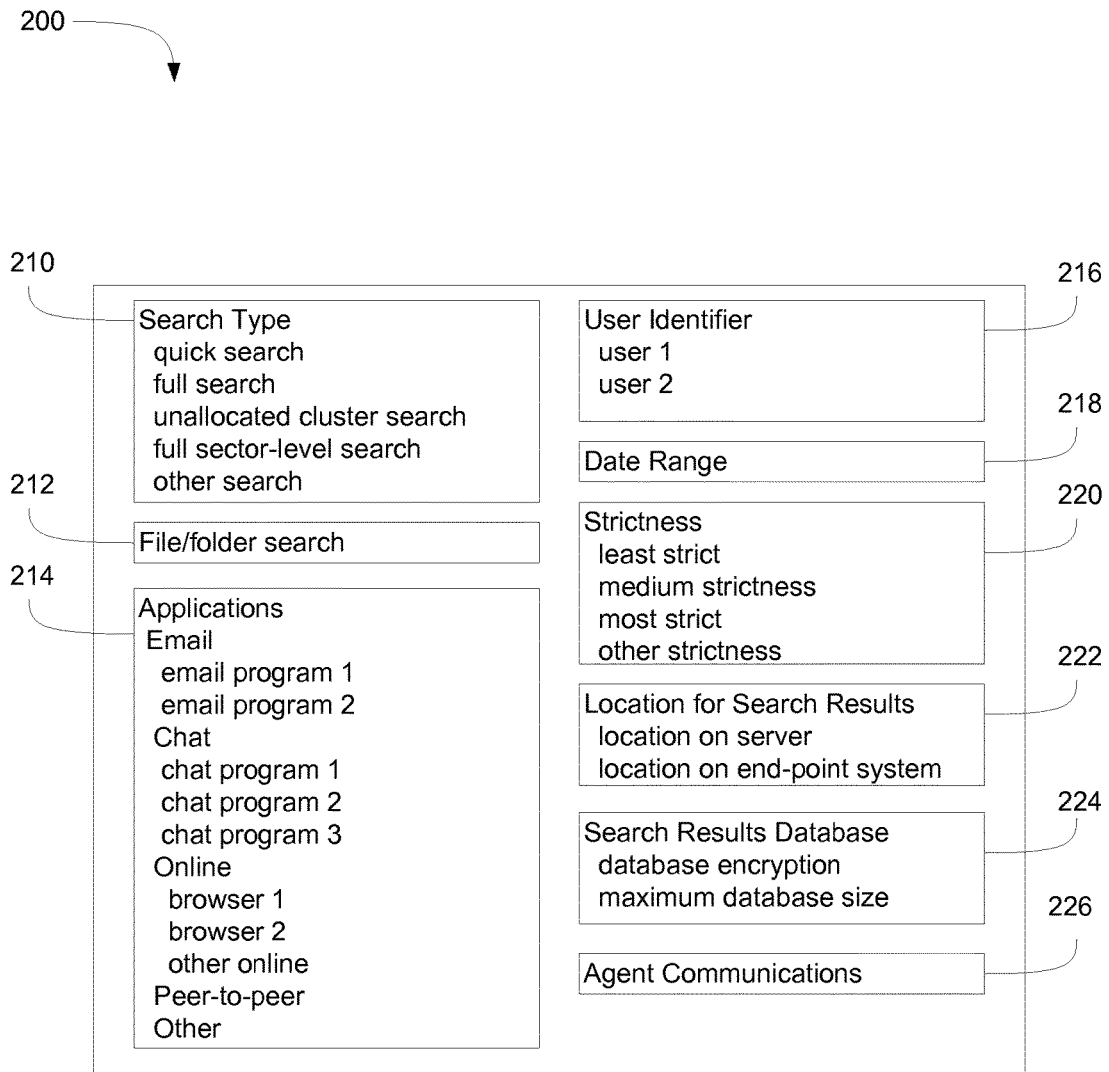 200
210
Search Type
quick search
full search
unallocated cluster search
full sector-level search
other search
212
File/folder search
214
Applications
Email
email program 1
email program 2
Chat
chat program 1
chat program 2
chat program 3
Online
browser 1
browser 2
other online
Peer-to-peer
Other
216
User Identifier
user 1
user 2
218
Date Range
220
Strictness
least strict
medium strictness
most strict
other strictness
222
Location for Search Results
location on server
location on end-point system
224
Search Results Database
database encryption
maximum database size
226
Agent Communications